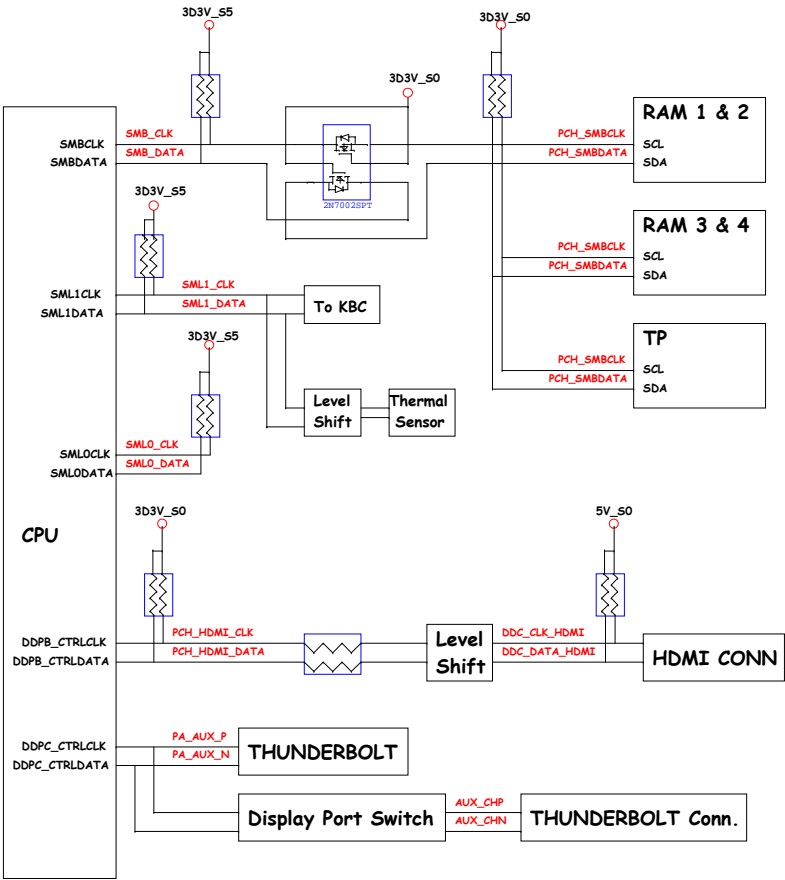 3D3V_S5
3D3V_S0
3D3V_S0
RAM 1 & 2
SMB_CLK
PCH_SMBCLK
SMBCLK
SCL
SMB_DATA
PCH_SMBDATA
SMBDATA
SDA
3D3V_S5
2N7002SPT
RAM 3 & 4
PCH_SMBCLK
SCL
PCH_SMBDATA
SDA
SML1_CLK
SML1CLK
SML1_DATA
SML1DATA
To KBC
3D3V_S5
TP
PCH_SMBCLK
SCL
PCH_SMBDATA
SDA
Level
Shift
Thermal
Sensor
SML0_CLK
SML0CLK
SML0_DATA
SML0DATA
3D3V_S0
5V_S0
CPU
PCH_HDMI_CLK
DDPB_CTRLCLK
PCH_HDMI_DATA
DDPB_CTRLDATA
Level
Shift
DDC_CLK_HDMI
DDC_DATA_HDMI
HDMI CONN
PA_AUX_P
DDPC_CTRLCLK
PA_AUX_N
DDPC_CTRLDATA
THUNDERBOLT
Display Port Switch
AUX_CHP
AUX_CHN
THUNDERBOLT Conn.